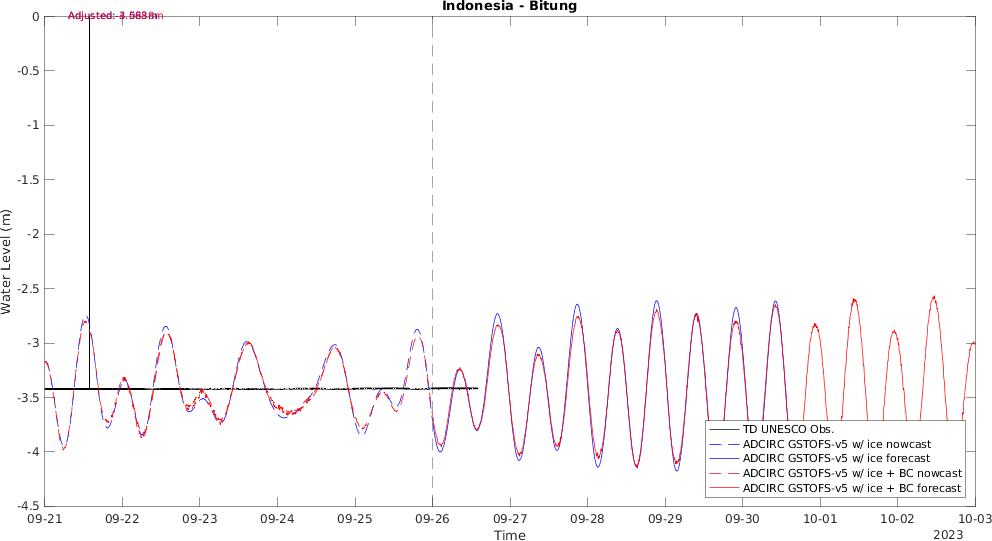 Indonesia - Bitung
Adjusted:
Water Level (m)
0
-0.5
-1
-1.5
-2
-2.5
-3
-3.5
-4
-4.5
09-21 09-22 09-23 09-24 09-25 09-26 09-27 09-28 09-29 09-30 10-01 10-02 10-03
Time
2023
TD UNESCO Obs.
ADCIRC GSTOFS-v5 w/ ice nowcast
ADCIRC GSTOFS-v5 w/ ice forecast
ADCIRC GSTOFS-v5 w/ ice + BC nowcast
ADCIRC GSTOFS-v5 w/ ice + BC forecast